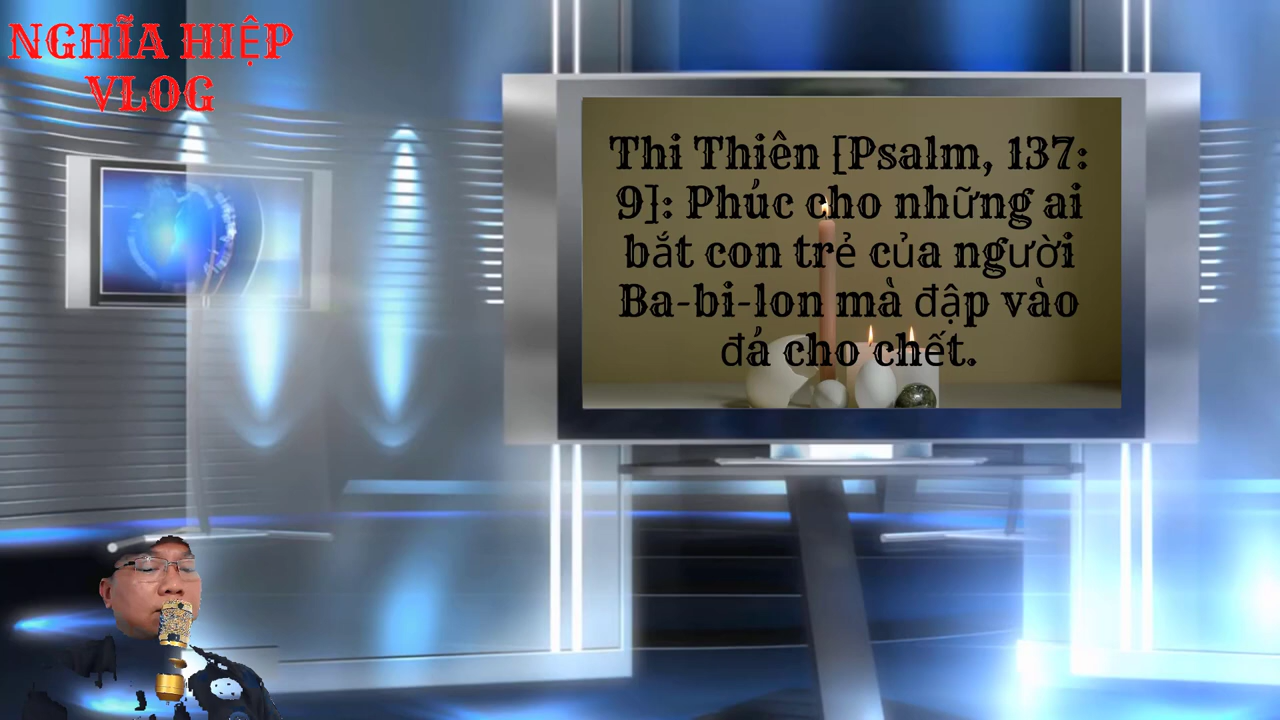 NGHĨA HIỆP
VLOG
Thi Thiên [Psalm, 137:
9]: Phúc cho những ai
bắt con trẻ của người
Ba-bi-lon mà đập vào
đá cho chết.